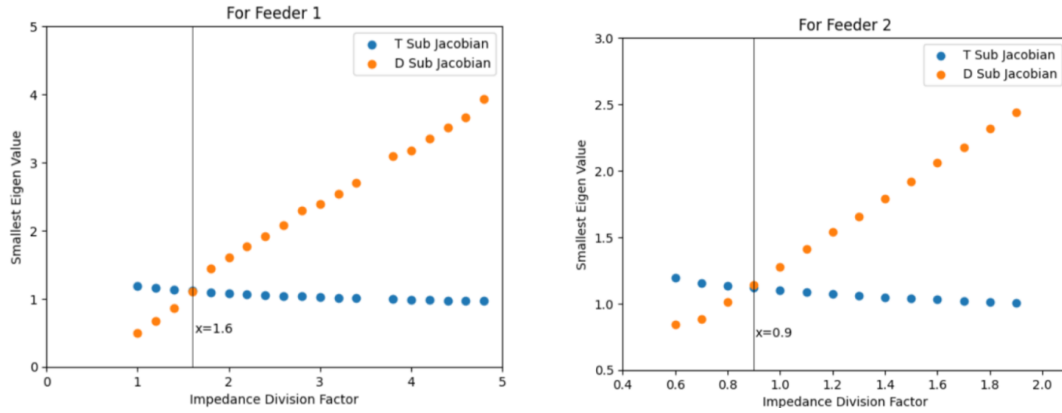 For Feeder 1
T Sub Jacobian
D Sub Jacobian
Smallest Eigen Value
5
4
3
2
1
0
x=1.6
0 1 2 3 4 5
Impedance Division Factor
For Feeder 2
T Sub Jacobian
D Sub Jacobian
Smallest Eigen Value
3.0
2.5
2.0
1.5
1.0
0.5
x=0.9
0.4 0.6 0.8 1.0 1.2 1.4 1.6 1.8 2.0
Impedance Division Factor